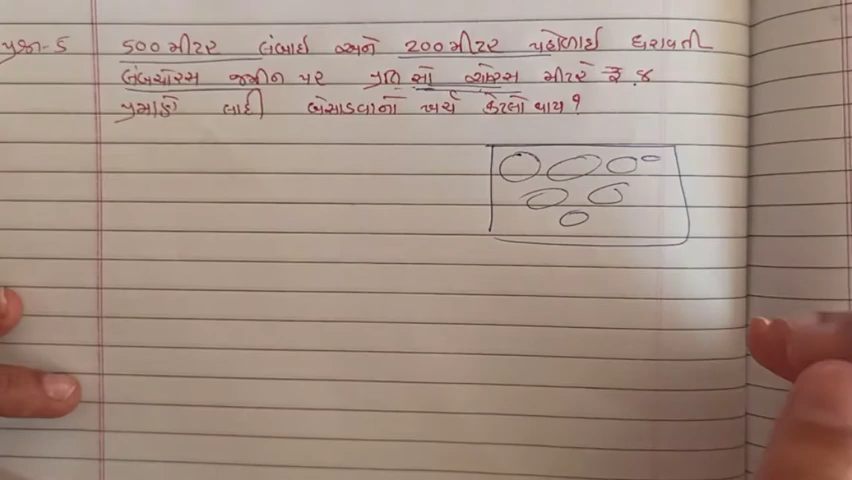 પ્રશ્ન-5 500 મીટર લંબાઈ અને 200 મીટર પહોળાઈ ધરાવતી
લંબચોરસ જમીન પર પ્રતિ સો ચોરસ મીટરે રૂ.૪
પ્રમાણે લાદી બેસાડવાનો ખર્ચ કેટલો થાય ?